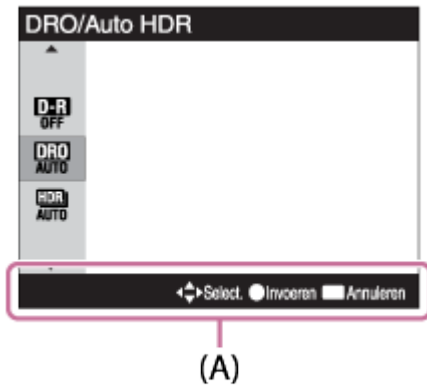 DRO/Auto HDR
D-R
OFF
DRO
AUTO
HDR
AUTO
Select. Invoeren Annuleren
(A)